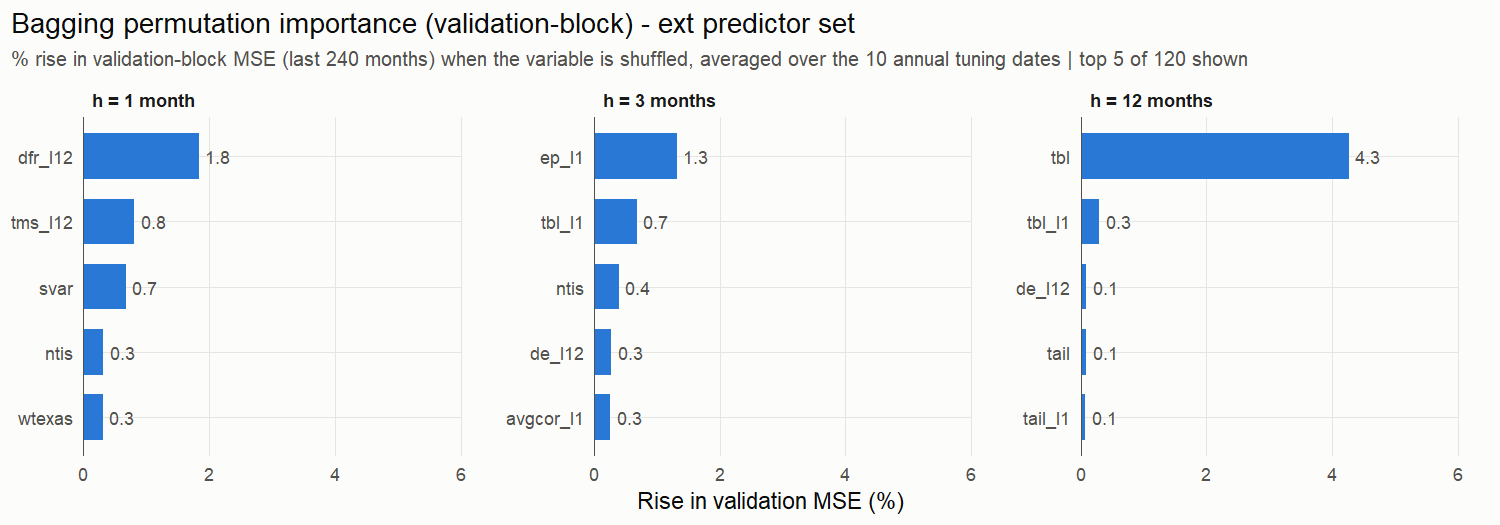 Bagging permutation importance (validation-block) - ext predictor set
% rise in validation-block MSE (last 240 months) when the variable is shuffled, averaged over the 10 annual tuning dates | top 5 of 120 shown
h = 1 month
dfr_l12 1.8
tms_l12 0.8
svar 0.7
ntis 0.3
wtexas 0.3
0 2 4 6
h = 3 months
ep_l1 1.3
tbl_l1 0.7
ntis 0.4
de_l12 0.3
avgcor_l1 0.3
0 2 4 6
h = 12 months
tbl 4.3
tbl_l1 0.3
de_l12 0.1
tail 0.1
tail_l1 0.1
0 2 4 6
Rise in validation MSE (%)